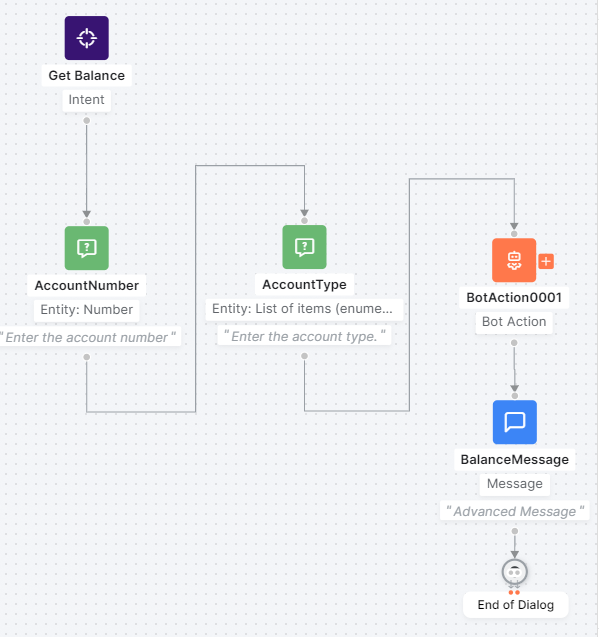 Get Balance
Intent
AccountNumber
Entity: Number
"Enter the account number"
AccountType
Entity: List of items (enume...
"Enter the account type."
BotAction0001
Bot Action
BalanceMessage
Message
"Advanced Message"
End of Dialog